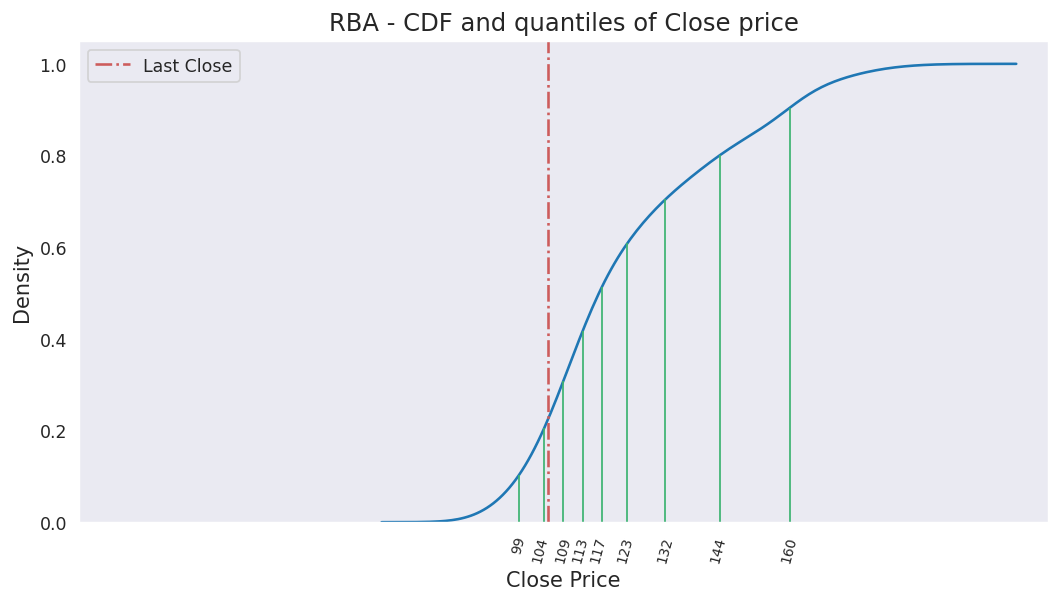 RBA - CDF and quantiles of Close price
Last Close
Density
1.0
0.8
0.6
0.4
0.2
0.0
99 104 109 113 117 123 132 144 160
Close Price